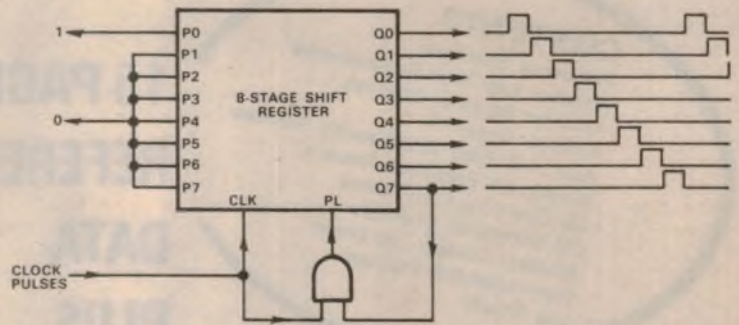 1
P0
P1
P2
P3
P4
P5
P6
P7
0
8-STAGE SHIFT
REGISTER
Q0
Q1
Q2
Q3
Q4
Q5
Q6
Q7
CLK
PL
CLOCK
PULSES